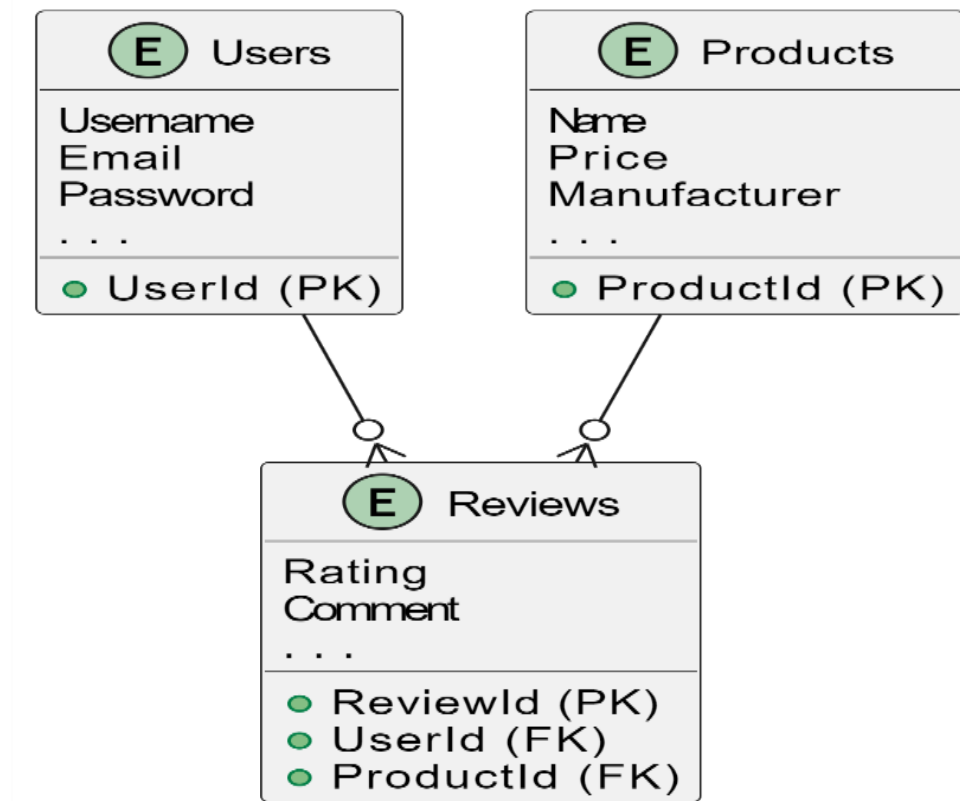 E Users
Username
Email
Password
. . .
UserId (PK)
E Products
Name
Price
Manufacturer
. . .
ProductId (PK)
E Reviews
Rating
Comment
. . .
ReviewId (PK)
UserId (FK)
ProductId (FK)